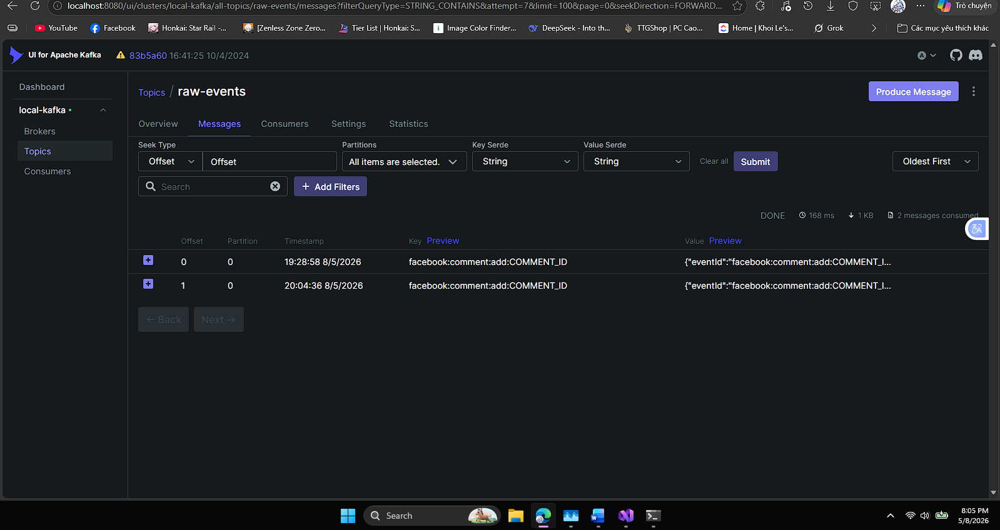 localhost:8080/ui/clusters/local-kafka/all-topics/raw-events/messages?filterQueryType=STRING_CONTAINS&attempt=7&limit=100&page=0&seekDirection=FORWARD...
Trò chuyện
YouTube
Facebook
Honkai: Star Rail -...
[Zenless Zone Zero...
Tier List | Honkai: S...
Image Color Finder...
DeepSeek - Into th...
TTGShop | PC Cao...
Home | Khoi Le's...
Grok
Các mục yêu thích khác
UI for Apache Kafka
83b5a60 16:41:25 10/4/2024
A
Dashboard
local-kafka
Brokers
Topics
Consumers
Topics / raw-events
Produce Message
Overview
Messages
Consumers
Settings
Statistics
Seek Type
Partitions
Key Serde
Value Serde
Offset
Offset
All items are selected.
String
String
Clear all
Submit
Oldest First
Search
Add Filters
DONE
168 ms
1 KB
2 messages consumed
Offset
Partition
Timestamp
Key Preview
Value Preview
0 0 19:28:58 8/5/2026 facebook:comment:add:COMMENT_ID {"eventId":"facebook:comment:add:COMMENT_I...
1 0 20:04:36 8/5/2026 facebook:comment:add:COMMENT_ID {"eventId":"facebook:comment:add:COMMENT_I...
← Back
Next →
Search
8:05 PM
5/8/2026